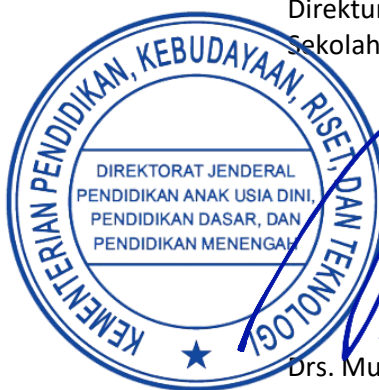 Direktur
Sekolah
KEMENTERIAN PENDIDIKAN, KEBUDAYAAN, RISET, DAN TEKNOLOGI
DIREKTORAT JENDERAL
PENDIDIKAN ANAK USIA DINI,
PENDIDIKAN DASAR, DAN
PENDIDIKAN MENENGAH
Drs. Mu